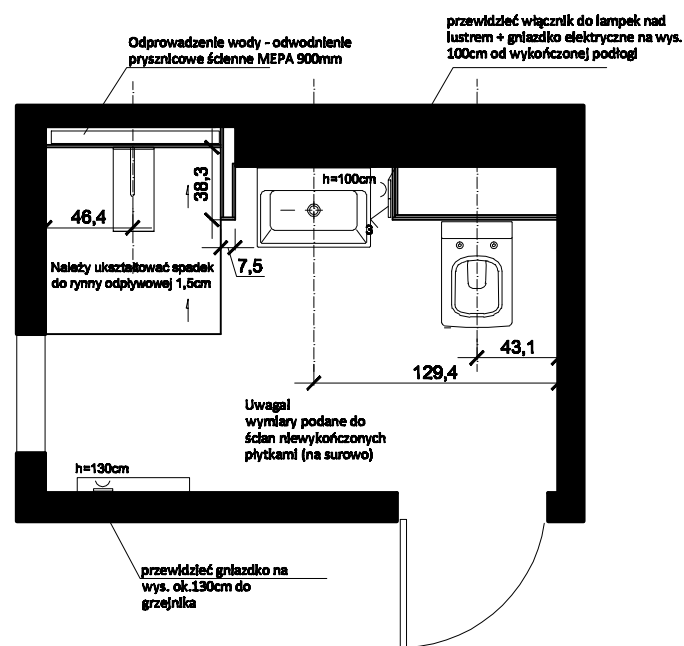 przewidzieć włącznik do lampek nad
lustrem + gniazdko elektryczne na wys.
100cm od wykończonej podłogi
Odprowadzenie wody - odwodnienie
prysznicowe ścienne MEPA 900mm
38,3
h=100cm
46,4
S
Należy ukształtować spadek
do rynny odpływowej 1,5cm
7,5
43,1
129,4
Uwaga!
wymiary podane do
ścian niewykończonych
płytkami (na surowo)
h=130cm
przewidzieć gniazdko na
wys. ok.130cm do
grzejnika